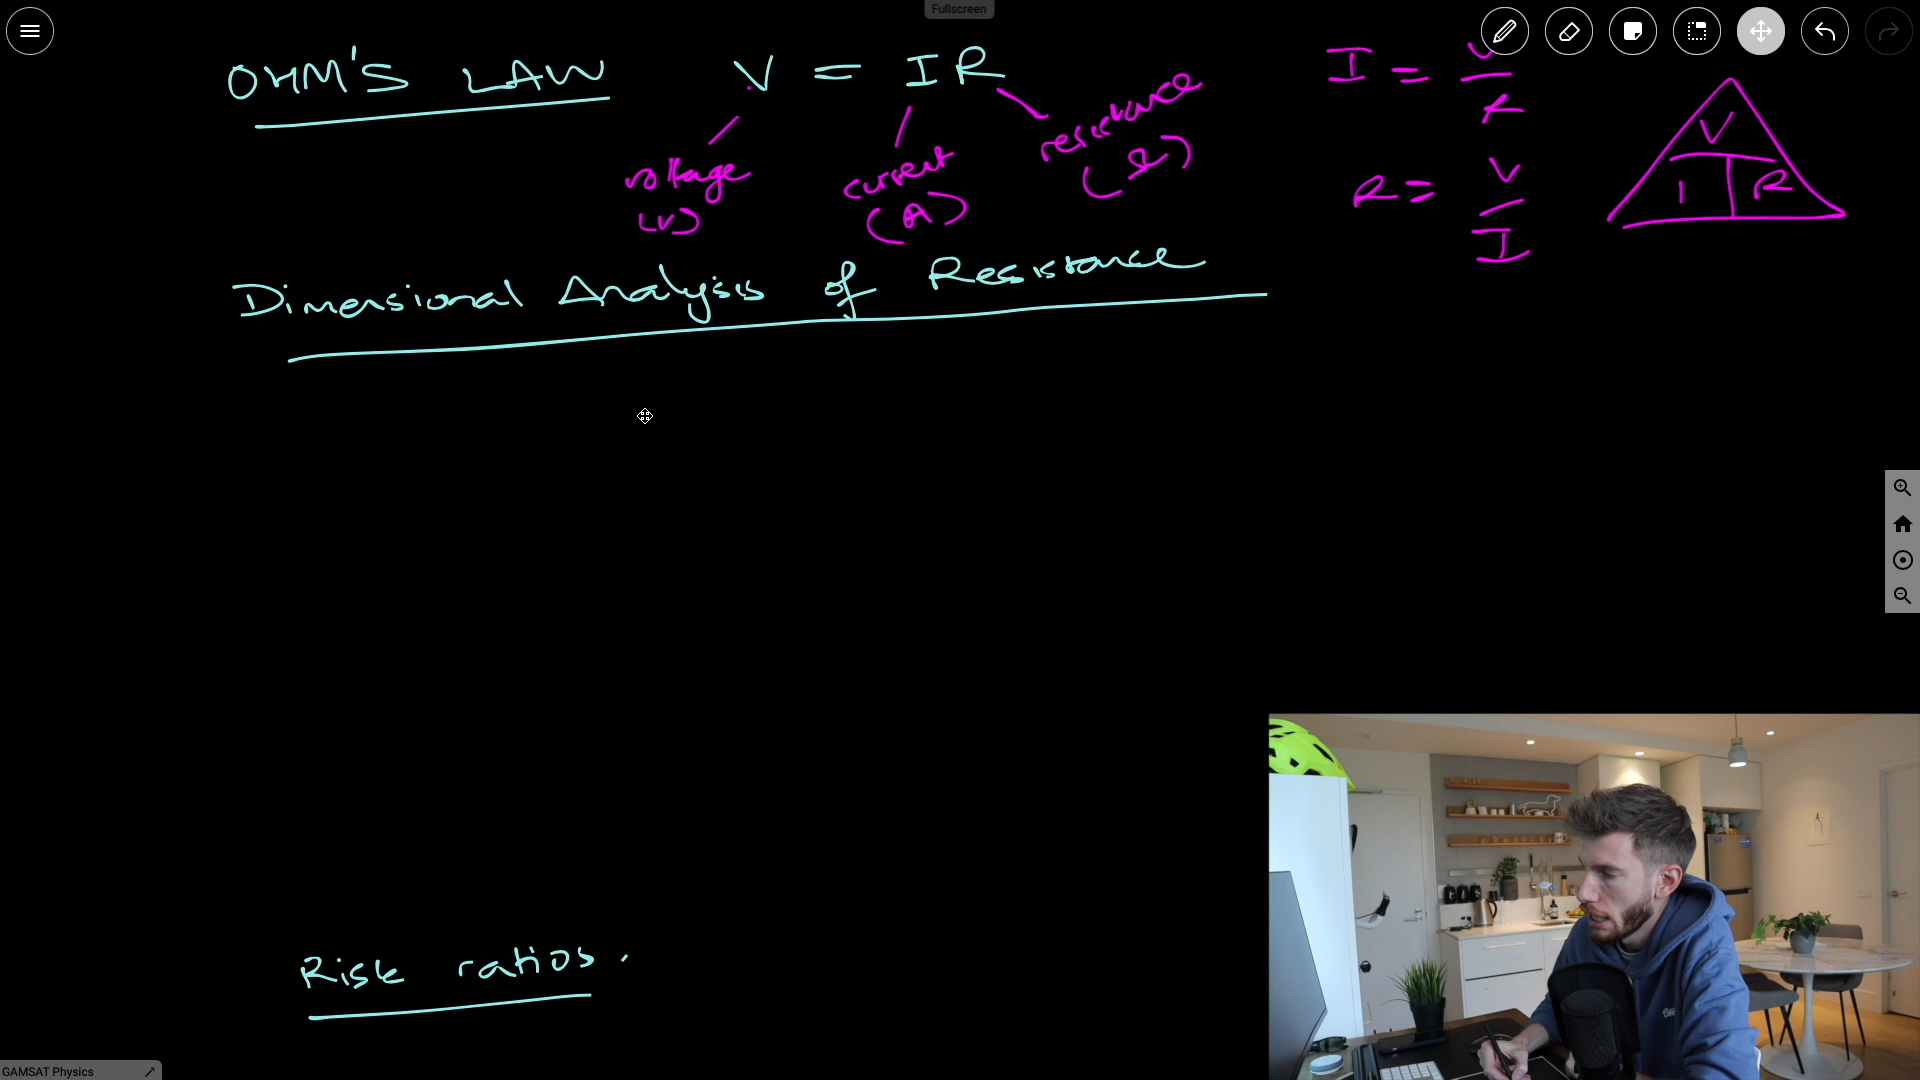 Fullscreen
OHM'S LAW V = IR
I = V/R
voltage (V)
current (A)
resistance (Ω)
R = V/I
V
I R
Dimensional Analysis of Resistance
Risk ratios.
GAMSAT Physics